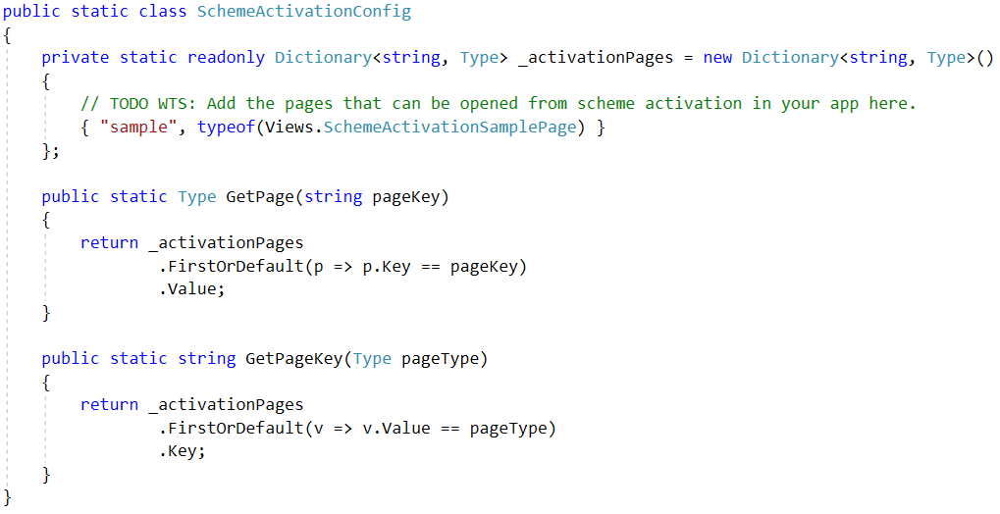 public static class SchemeActivationConfig
{
    private static readonly Dictionary<string, Type> _activationPages = new Dictionary<string, Type>()
    {
        // TODO WTS: Add the pages that can be opened from scheme activation in your app here.
        { "sample", typeof(Views.SchemeActivationSamplePage) }
    };

    public static Type GetPage(string pageKey)
    {
        return _activationPages
                .FirstOrDefault(p => p.Key == pageKey)
                .Value;
    }

    public static string GetPageKey(Type pageType)
    {
        return _activationPages
                .FirstOrDefault(v => v.Value == pageType)
                .Key;
    }
}